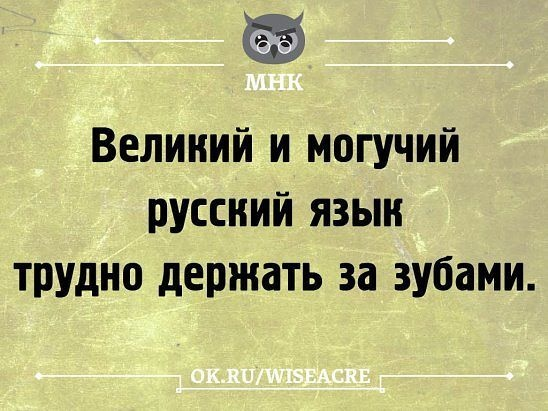 МНК
Великий и могучий
русский язык
трудно держать за зубами.
OK.RU/WISEACRE